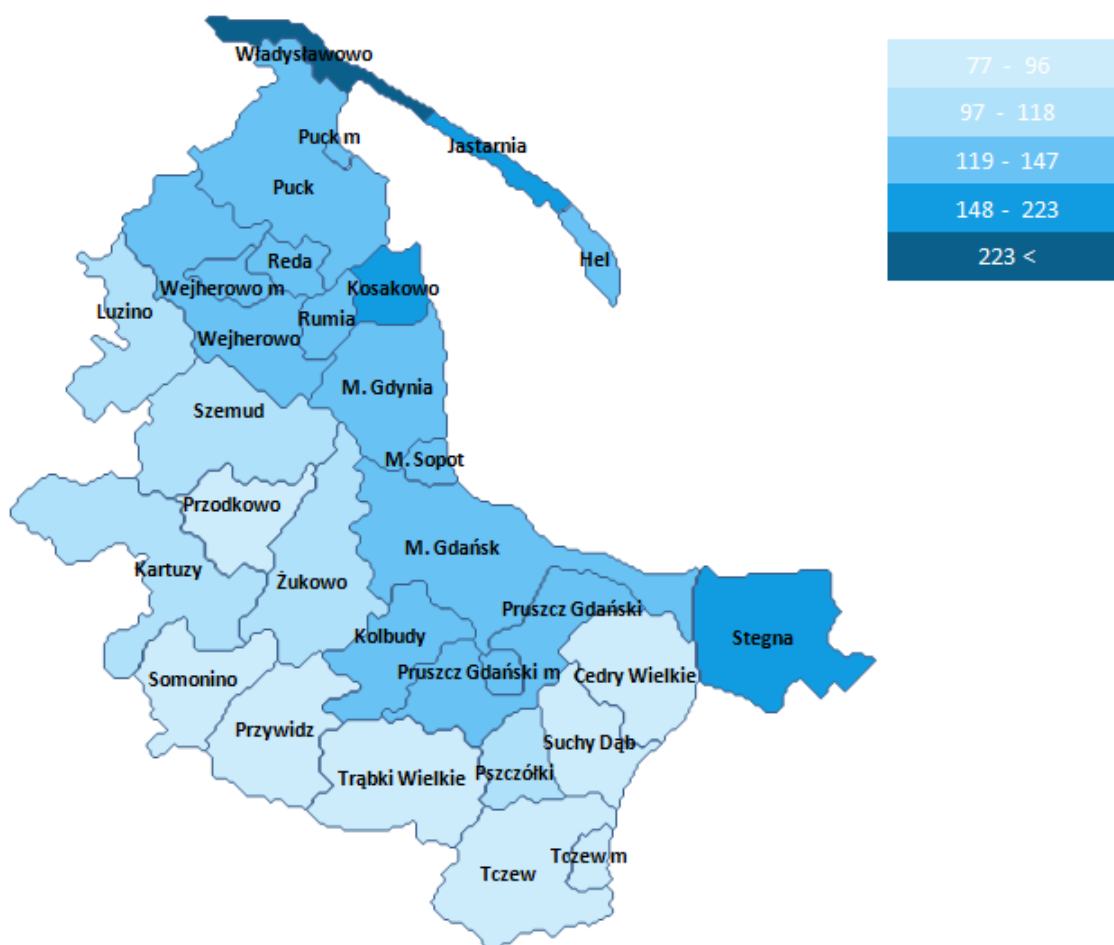 Władysławowo
77 - 96
97 - 118
119 - 147
148 - 223
223 <
Puck m
Jastarnia
Puck
Hel
Reda
Wejherowo m
Kosakowo
Luzino
Rumia
Wejherowo
M. Gdynia
Szemud
M. Sopot
Przodkowo
M. Gdańsk
Kartuzy
Żukowo
Pruszcz Gdański
Kolbudy
Stegna
Pruszcz Gdański m
Cedry Wielkie
Somonino
Przywidz
Suchy Dąb
Trąbki Wielkie
Pszczółki
Tczew m
Tczew